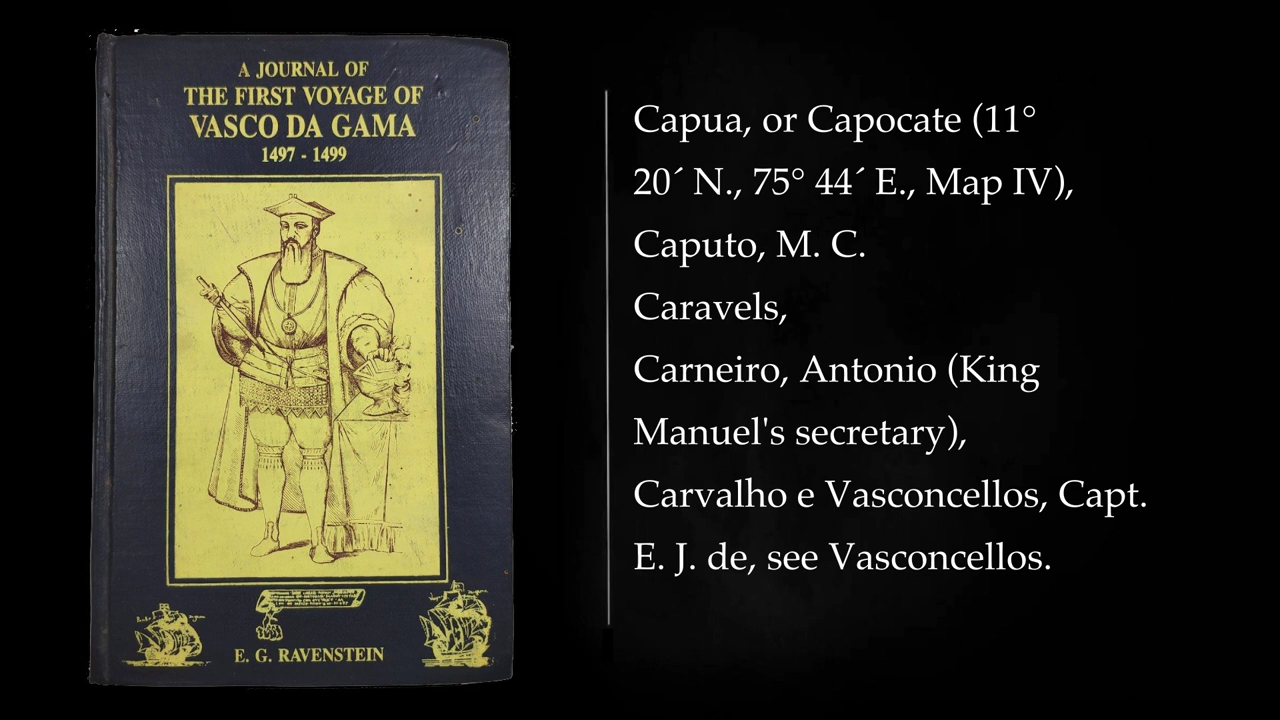 A JOURNAL OF
THE FIRST VOYAGE OF
VASCO DA GAMA
1497 - 1499
E. G. RAVENSTEIN
Capua, or Capocate (11°
20´ N., 75° 44´ E., Map IV),
Caputo, M. C.
Caravels,
Carneiro, Antonio (King
Manuel's secretary),
Carvalho e Vasconcellos, Capt.
E. J. de, see Vasconcellos.